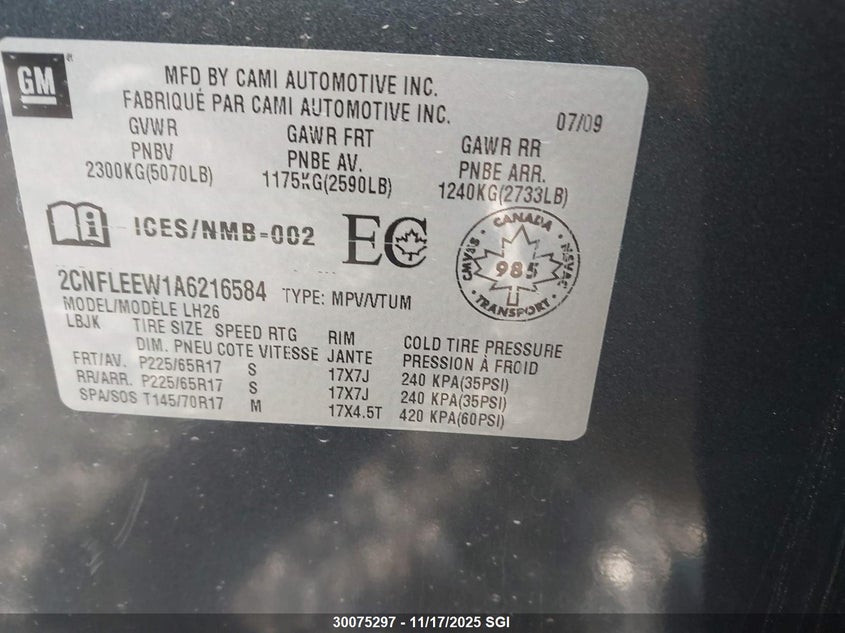 GM
MFD BY CAMI AUTOMOTIVE INC.
FABRIQUÉ PAR CAMI AUTOMOTIVE INC.
07/09
GVWR GAWR FRT GAWR RR
PNBV PNBE AV. PNBE ARR.
2300KG(5070LB) 1175KG(2590LB) 1240KG(2733LB)
i ICES/NMB-002 EC
CANADA
S.T.VAC NSVAC
985
TRANSPORT
2CNFLEEW1A6216584 TYPE: MPV/VTUM
MODEL/MODÈLE LH26
LBJK TIRE SIZE SPEED RTG RIM COLD TIRE PRESSURE
DIM. PNEU COTE VITESSE JANTE PRESSION À FROID
FRT/AV. P225/65R17 S 17X7J 240 KPA(35PSI)
RR/ARR. P225/65R17 S 17X7J 240 KPA(35PSI)
SPA/SOS T145/70R17 M 17X4.5T 420 KPA(60PSI)
30075297 - 11/17/2025 SGI